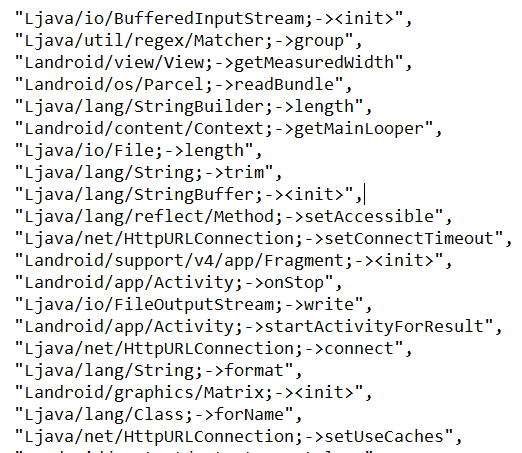 "Ljava/io/BufferedInputStream;-><init>",
"Ljava/util/regex/Matcher;->group",
"Landroid/view/View;->getMeasuredWidth",
"Landroid/os/Parcel;->readBundle",
"Ljava/lang/StringBuilder;->length",
"Landroid/content/Context;->getMainLooper",
"Ljava/io/File;->length",
"Ljava/lang/String;->trim",
"Ljava/lang/StringBuffer;-><init>",
"Ljava/lang/reflect/Method;->setAccessible",
"Ljava/net/HttpURLConnection;->setConnectTimeout",
"Landroid/support/v4/app/Fragment;-><init>",
"Landroid/app/Activity;->onStop",
"Ljava/io/FileOutputStream;->write",
"Landroid/app/Activity;->startActivityForResult",
"Ljava/net/HttpURLConnection;->connect",
"Ljava/lang/String;->format",
"Landroid/graphics/Matrix;-><init>",
"Ljava/lang/Class;->forName",
"Ljava/net/HttpURLConnection;->setUseCaches",